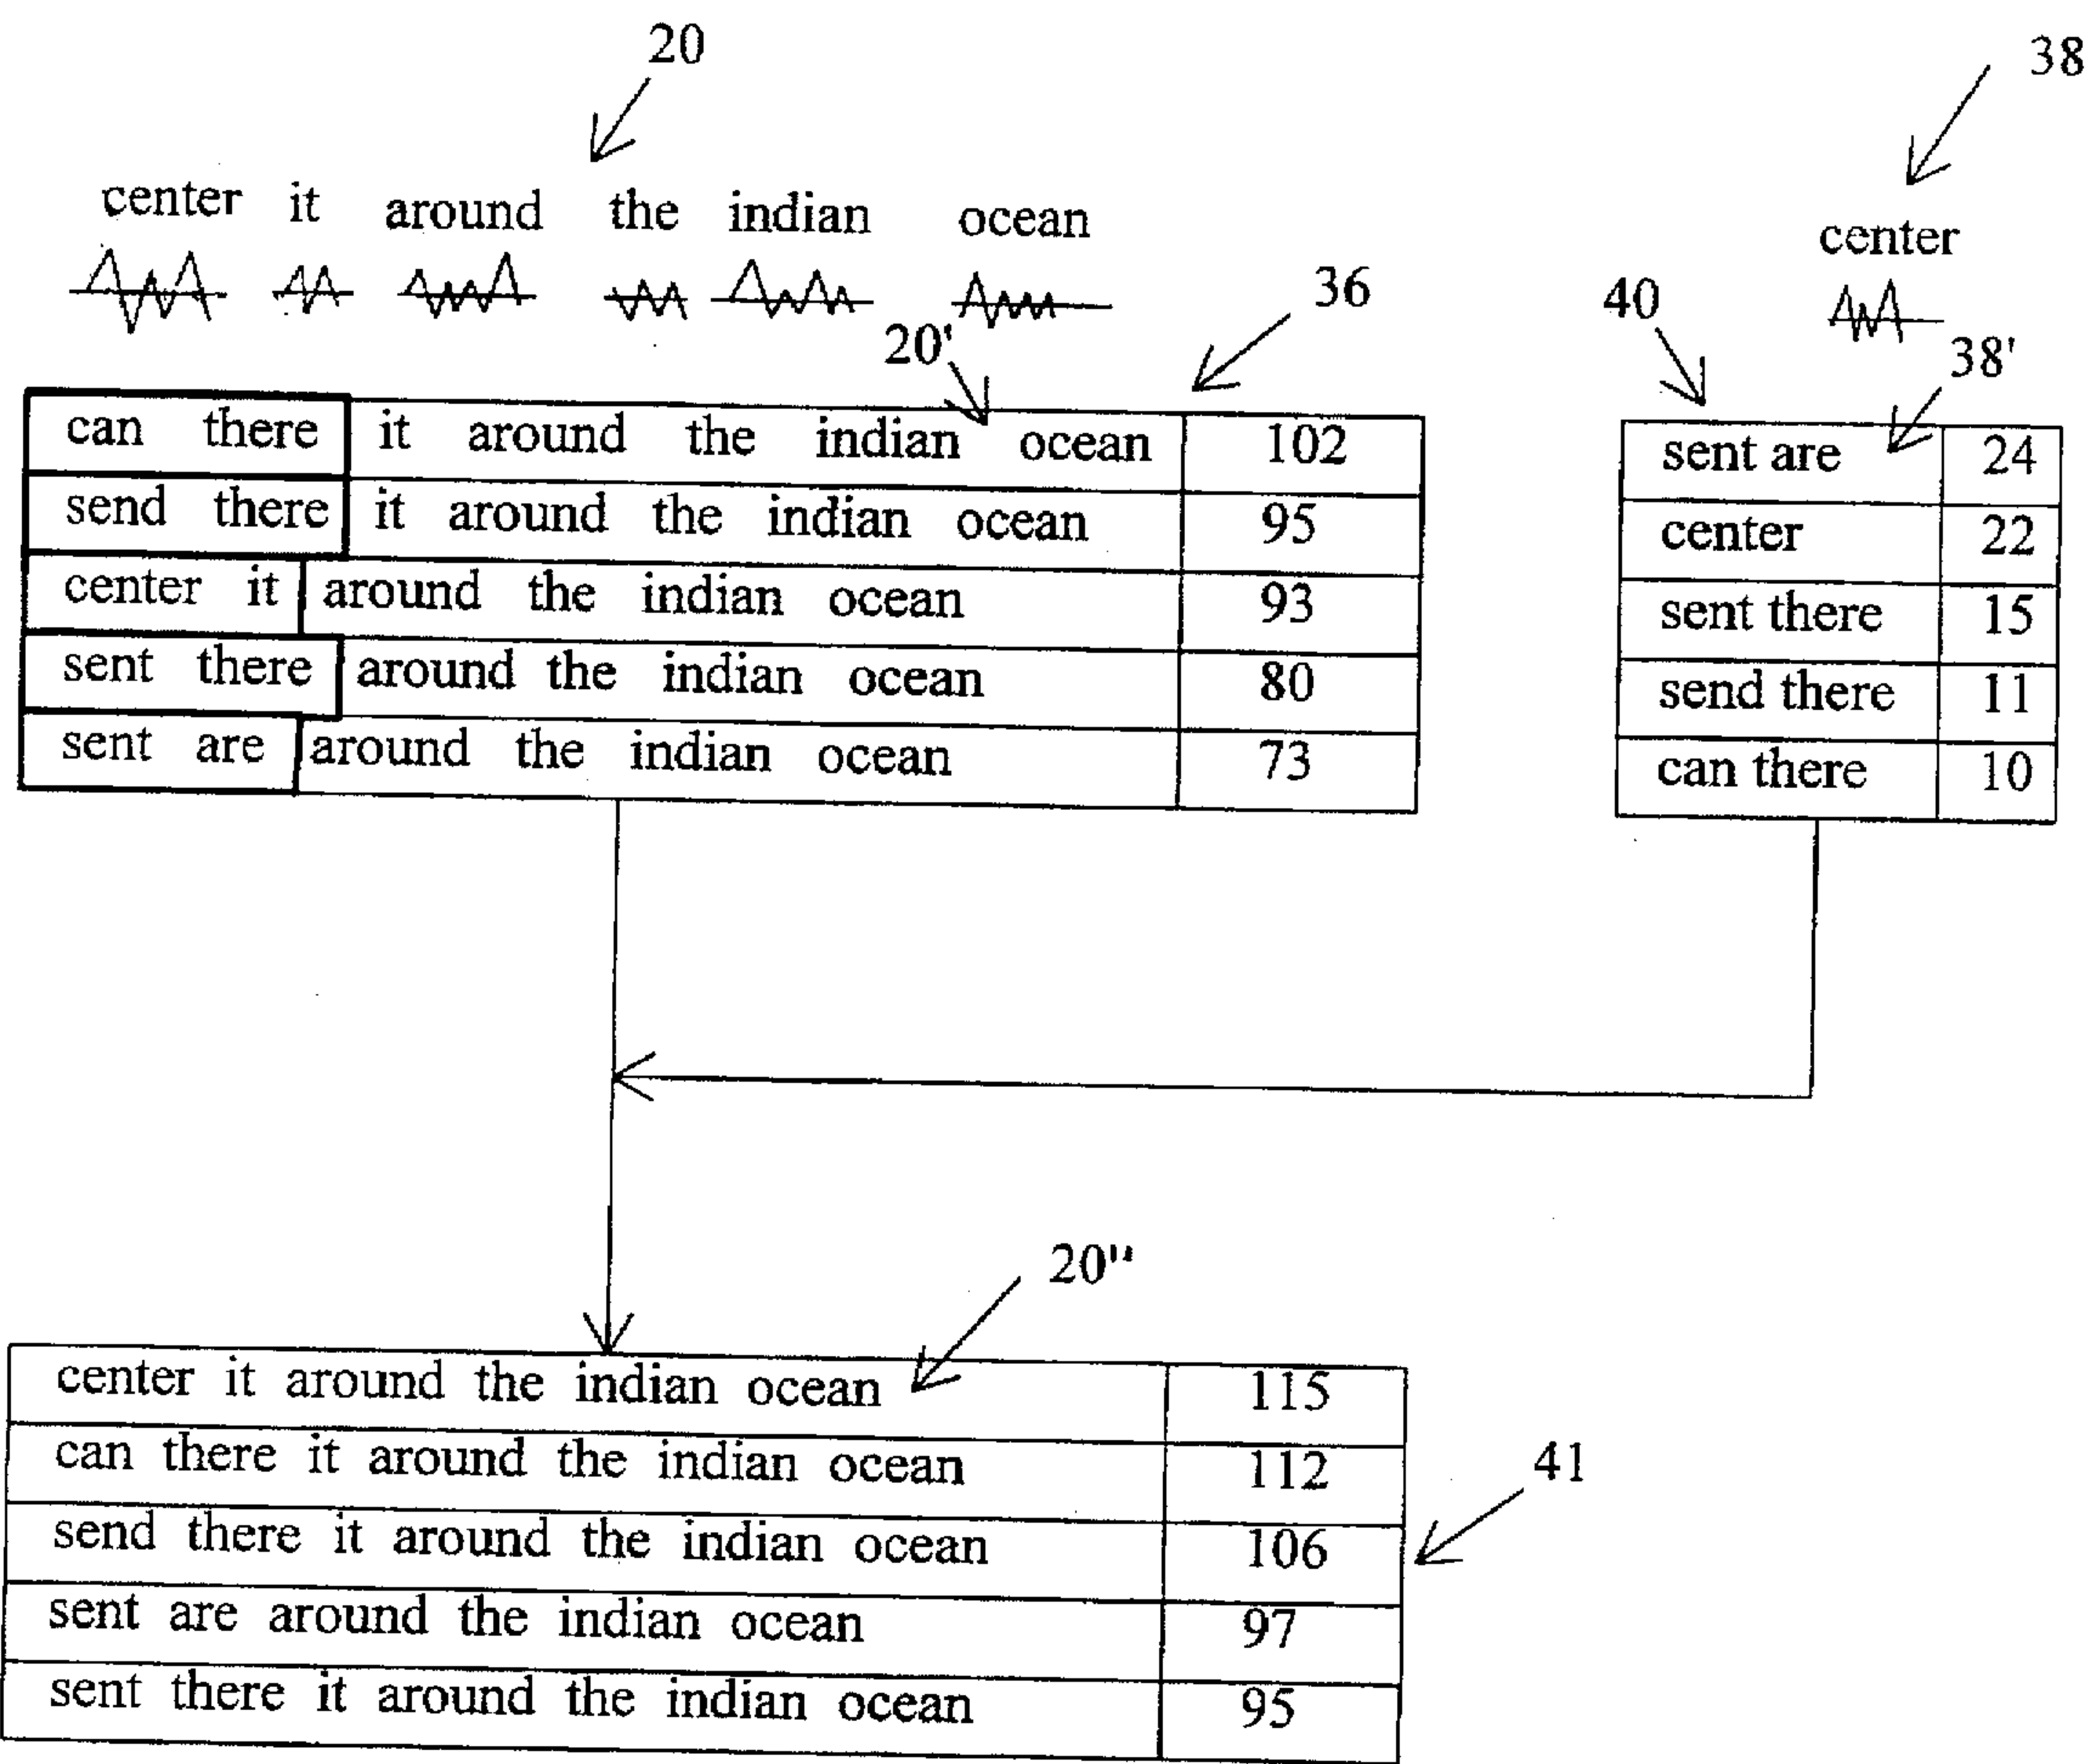 20
38
center it around the indian ocean
center
36
40
20'
38'
can there it around the indian ocean 102
send there it around the indian ocean 95
center it around the indian ocean 93
sent there around the indian ocean 80
sent are around the indian ocean 73
sent are 24
center 22
sent there 15
send there 11
can there 10
20"
center it around the indian ocean 115
can there it around the indian ocean 112
send there it around the indian ocean 106
sent are around the indian ocean 97
sent there it around the indian ocean 95
41